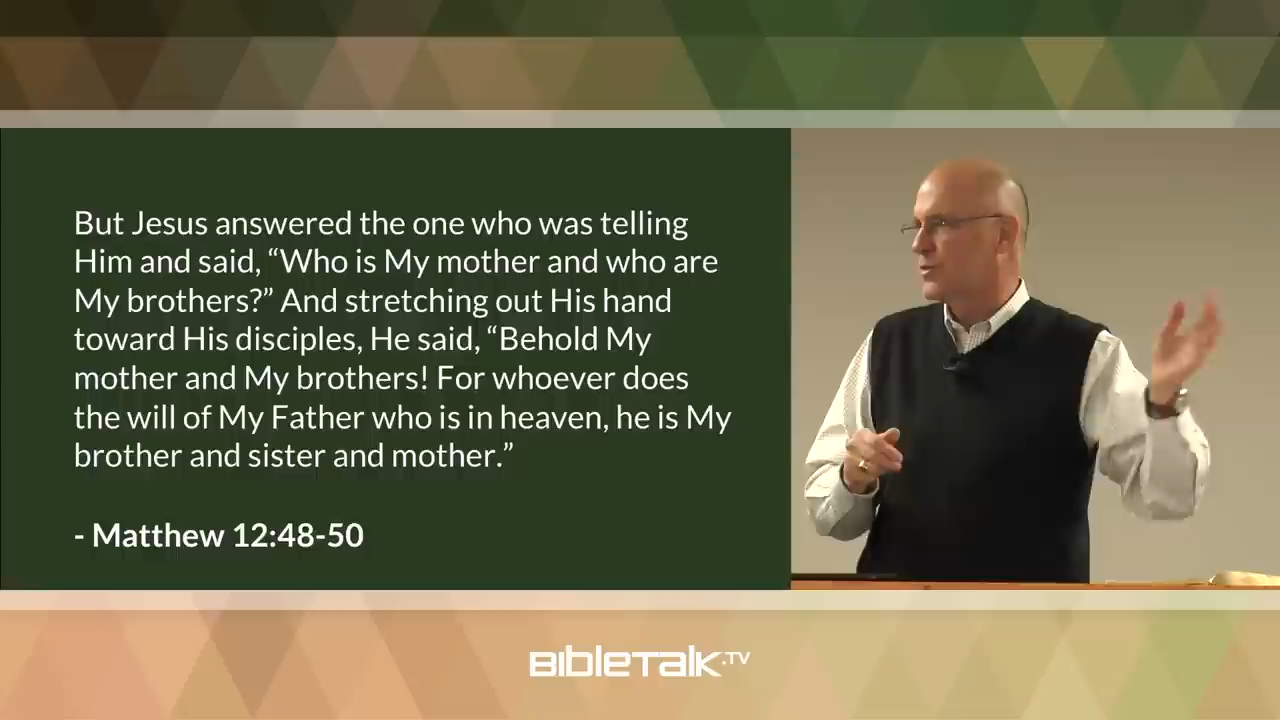 But Jesus answered the one who was telling
Him and said, “Who is My mother and who are
My brothers?” And stretching out His hand
toward His disciples, He said, “Behold My
mother and My brothers! For whoever does
the will of My Father who is in heaven, he is My
brother and sister and mother.”
- Matthew 12:48-50
BibleTalk.TV